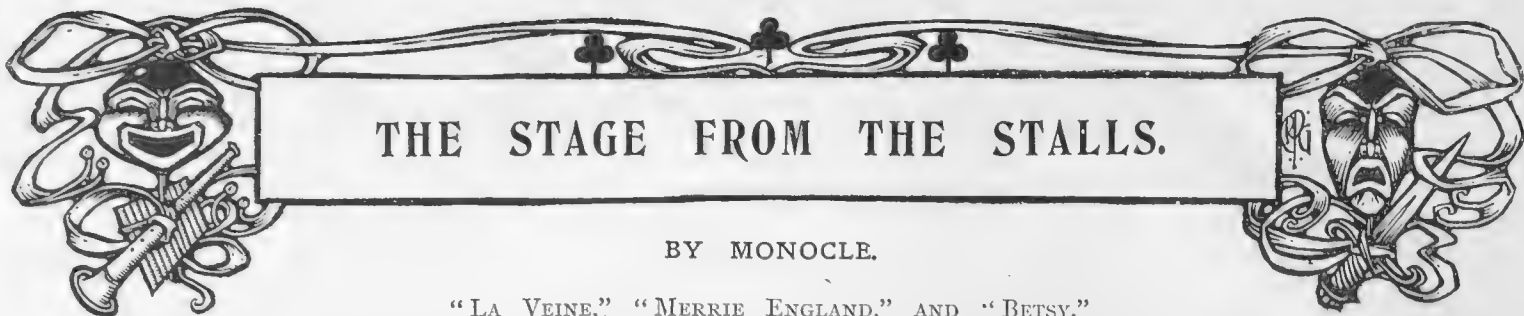 THE STAGE FROM THE STALLS.
BY MONOCLE.
"LA VEINE," "MERRIE ENGLAND," AND "BETSY."